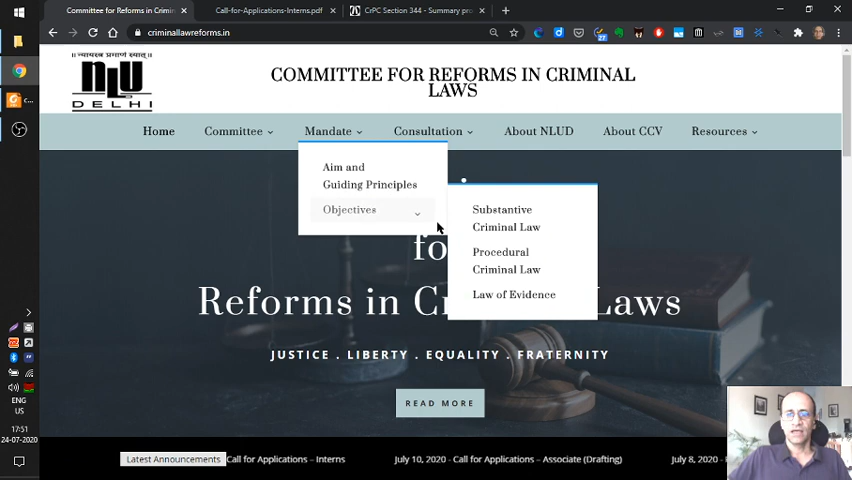 Committee for Reforms in Crimin
Call-for-Applications-Interns.pdf
CrPC Section 344 - Summary pro
criminallawreforms.in
NLU
DELHI
COMMITTEE FOR REFORMS IN CRIMINAL
LAWS
Home
Committee
Mandate
Consultation
About NLUD
About CCV
Resources
Aim and
Guiding Principles
Objectives
Substantive
Criminal Law
Procedural
Criminal Law
Law of Evidence
fo
Reforms in C Laws
JUSTICE . LIBERTY . EQUALITY . FRATERNITY
READ MORE
Latest Announcements
Call for Applications – Interns
July 10, 2020 - Call for Applications – Associate (Drafting)
July 8, 2020 -
ENG
US
17:51
24-07-2020